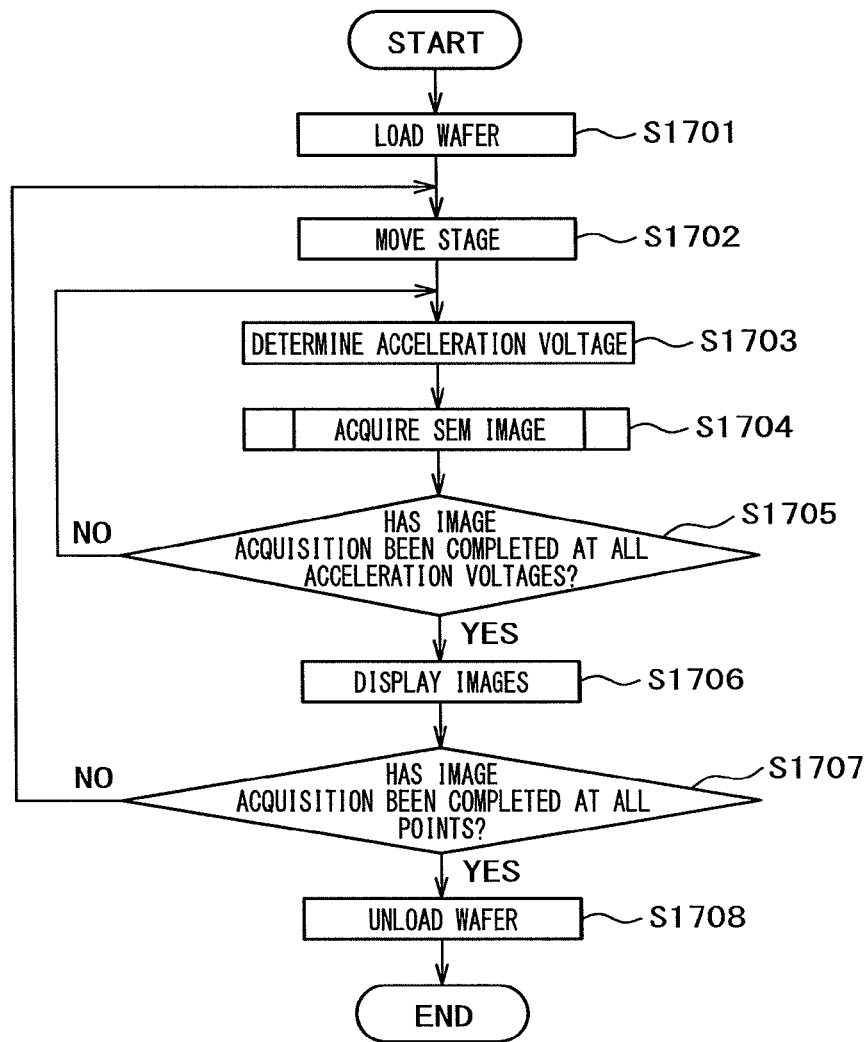 START
LOAD WAFER
S1701
MOVE STAGE
S1702
DETERMINE ACCELERATION VOLTAGE
S1703
ACQUIRE SEM IMAGE
S1704
HAS IMAGE
ACQUISITION BEEN COMPLETED AT ALL
ACCELERATION VOLTAGES?
S1705
NO
YES
DISPLAY IMAGES
S1706
HAS IMAGE
ACQUISITION BEEN COMPLETED AT ALL
POINTS?
S1707
NO
YES
UNLOAD WAFER
S1708
END